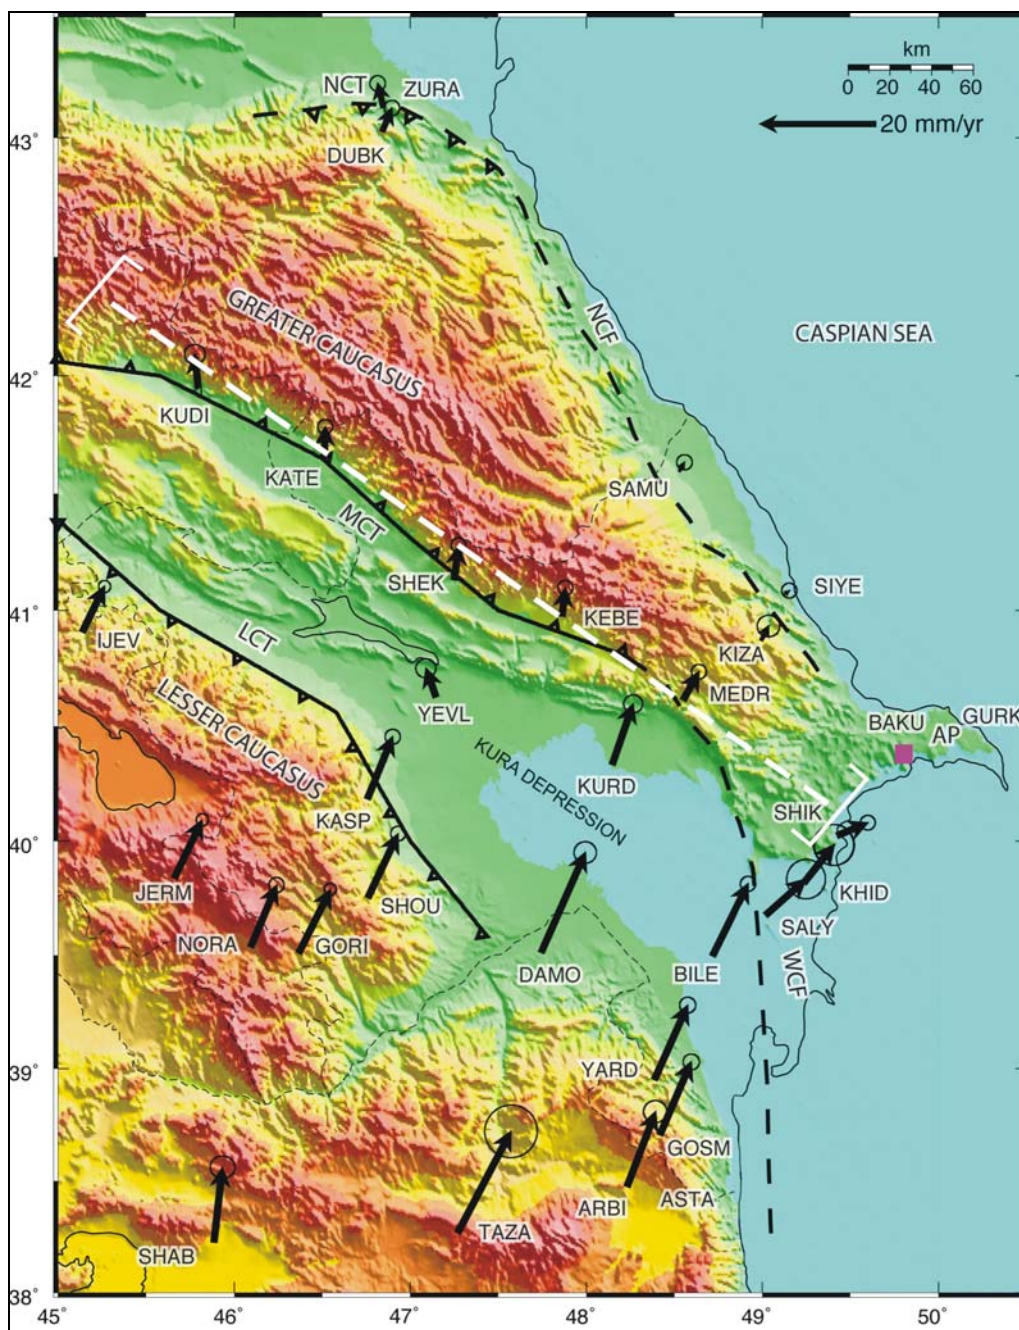 km
0 20 40 60
20 mm/yr
NCT
ZURA
DUBK
43°
GREATER CAUCASUS
NCF
CASPIAN SEA
42°
KUDI
KATE
SAMU
MCT
SHEK
KEBE
SIYE
41°
IJEV
LCT
KIZA
MEDR
YEVL
LESSER CAUCASUS
KURA DEPRESSION
KURD
BAKU
GURK
AP
KASP
SHIK
40°
JERM
SHOU
KHID
NORA
GORI
SALY
DAMO
BILE
WCF
39°
YARD
GOSM
ARBI
ASTA
TAZA
SHAB
38°
45°
46°
47°
48°
49°
50°